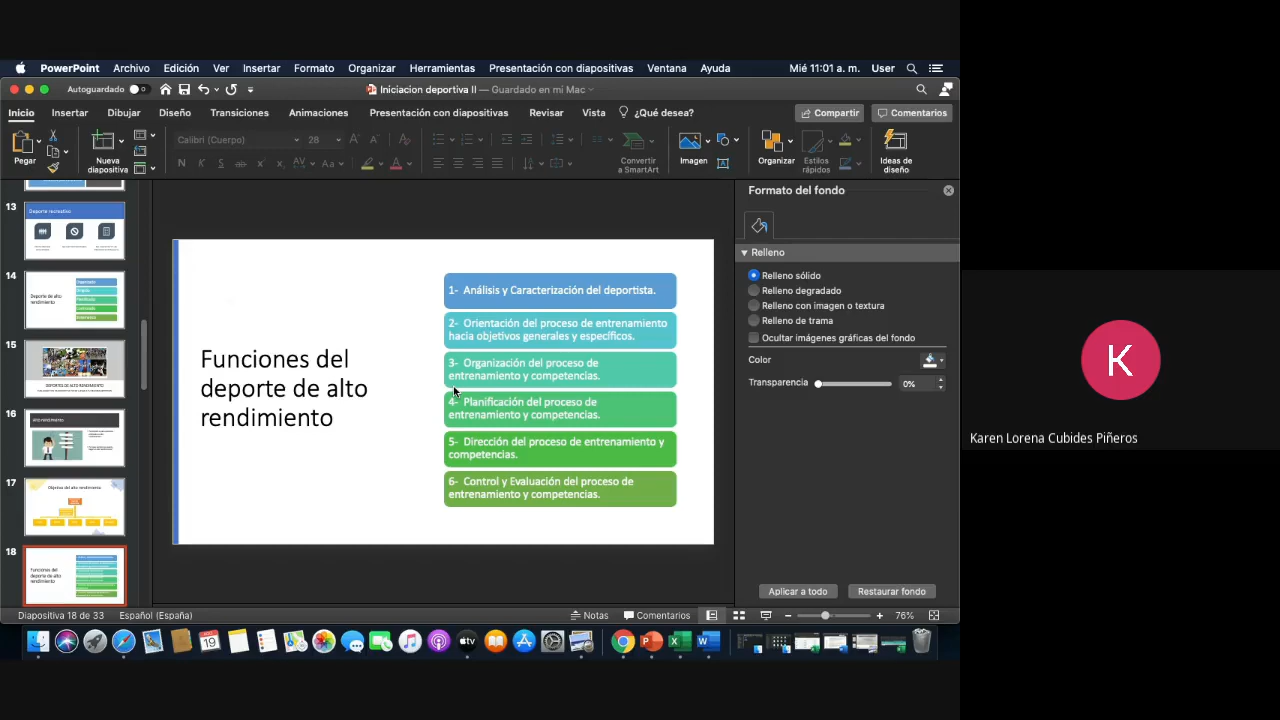 PowerPoint Archivo Edición Ver Insertar Formato Organizar Herramientas Presentación con diapositivas Ventana Ayuda Mié 11:01 a. m. User
Autoguardado Iniciacion deportiva II — Guardado en mi Mac
Inicio Insertar Dibujar Diseño Transiciones Animaciones Presentación con diapositivas Revisar Vista ¿Qué desea? Compartir Comentarios
Calibri (Cuerpo) 28
Pegar
Nueva
diapositiva
Convertir
a SmartArt
Imagen
Organizar
Estilos
rápidos
Ideas de
diseño
13
Deporte recreativo
14
Deporte de alto
rendimiento
15
DEPORTES DE ALTO RENDIMIENTO
16
Alto rendimiento
17
Objetivos del alto rendimiento
18
Funciones del
deporte de alto
rendimiento
Funciones del
deporte de alto
rendimiento
1- Análisis y Caracterización del deportista.
2- Orientación del proceso de entrenamiento
hacia objetivos generales y específicos.
3- Organización del proceso de
entrenamiento y competencias.
4- Planificación del proceso de
entrenamiento y competencias.
5- Dirección del proceso de entrenamiento y
competencias.
6- Control y Evaluación del proceso de
entrenamiento y competencias.
Formato del fondo
Relleno
Relleno sólido
Relleno degradado
Relleno con imagen o textura
Relleno de trama
Ocultar imágenes gráficas del fondo
Color
Transparencia 0%
Aplicar a todo Restaurar fondo
Diapositiva 18 de 33 Español (España) Notas Comentarios 76%
19
tv
K
Karen Lorena Cubides Piñeros